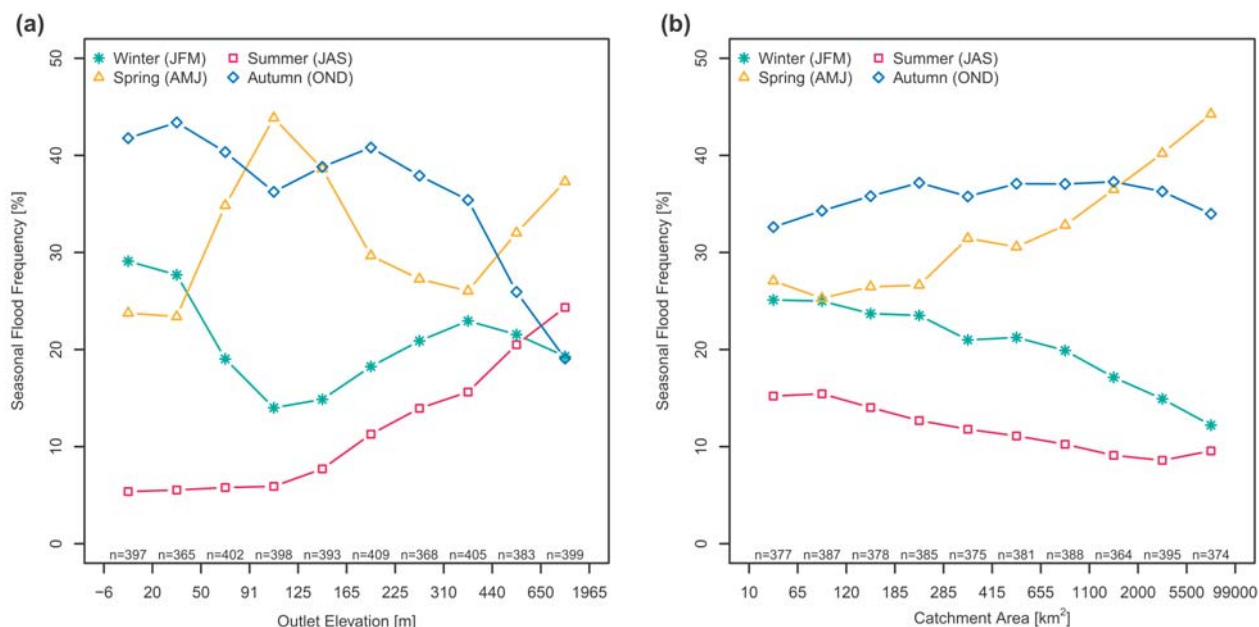 (a)
Winter (JFM) Summer (JAS)
Spring (AMJ) Autumn (OND)
Seasonal Flood Frequency [%]
50
40
30
20
10
0
n=397 n=365 n=402 n=398 n=393 n=409 n=368 n=405 n=383 n=399
−6 20 50 91 125 165 225 310 440 650 1965
Outlet Elevation [m]
(b)
Winter (JFM) Summer (JAS)
Spring (AMJ) Autumn (OND)
Seasonal Flood Frequency [%]
50
40
30
20
10
0
n=377 n=387 n=378 n=385 n=375 n=381 n=388 n=364 n=395 n=374
10 65 120 185 285 415 655 1100 2000 5500 99000
Catchment Area [km²]